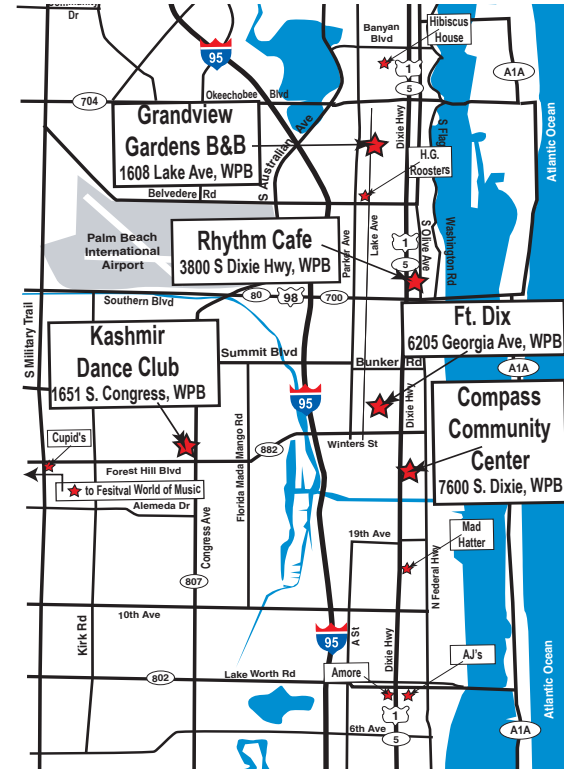 Dr
Banyan
Blvd
Hibiscus
House
95
1
5
A1A
704
Okeechobee Blvd
Grandview
Gardens B&B
1608 Lake Ave, WPB
S Australian Ave
Dixie Hwy
S Flag
Atlantic Ocean
H.G.
Roosters
Belvedere Rd
Palm Beach
International
Airport
Rhythm Cafe
3800 S Dixie Hwy, WPB
Parker Ave
Lake Ave
1
5
S Olive Ave
Washington Rd
S Military Trail
Southern Blvd
80
98
700
Kashmir
Dance Club
1651 S. Congress, WPB
Summit Blvd
Ft. Dix
6205 Georgia Ave, WPB
Bunker Rd
A1A
95
Dixie Hwy
Compass
Community
Center
7600 S. Dixie, WPB
Cupid's
Florida Mada Mango Rd
882
Winters St
Forest Hill Blvd
to Fesitval World of Music
Alemeda Dr
Congress Ave
19th Ave
Mad
Hatter
N Federal Hwy
807
10th Ave
Kirk Rd
95
A St
Dixie Hwy
AJ's
Amore
802
Lake Worth Rd
Atlantic Ocean
1
5
6th Ave
A1A